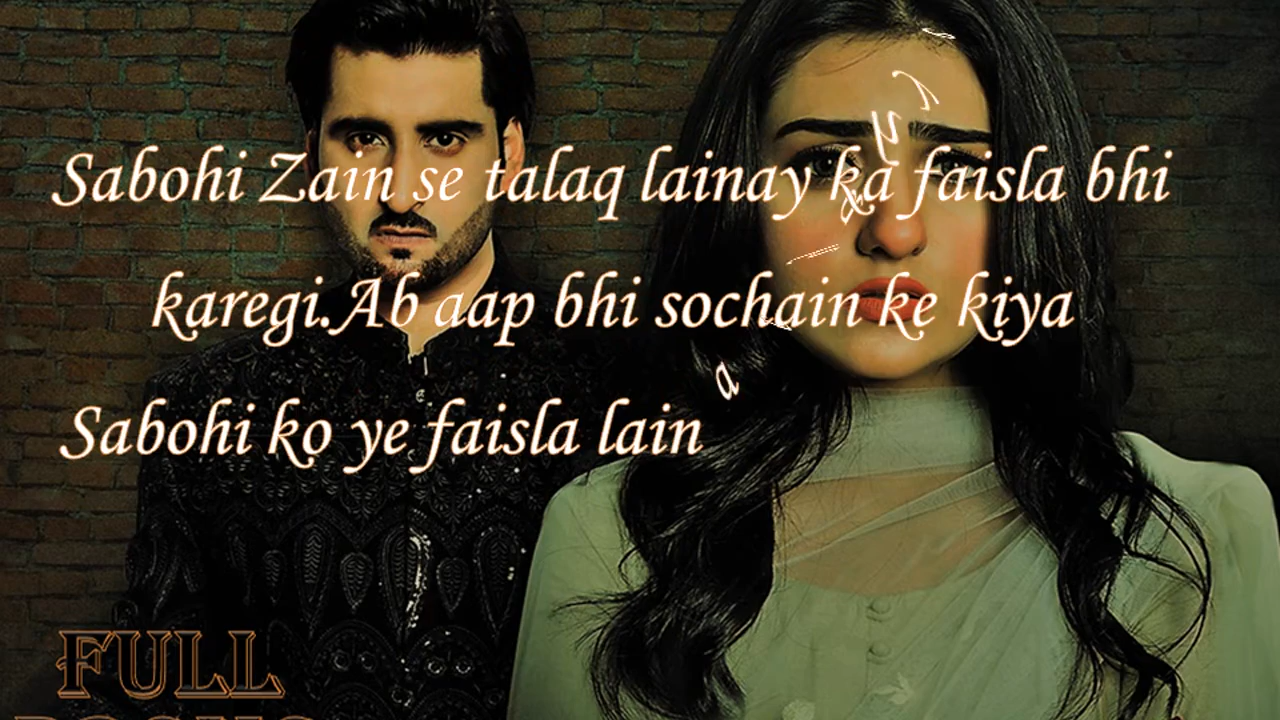 Sabohi Zain se talaq lainay ka faisla bhi
karegi.Ab aap bhi sochain ke kiya
Sabohi ko ye faisla lain
a
FULL